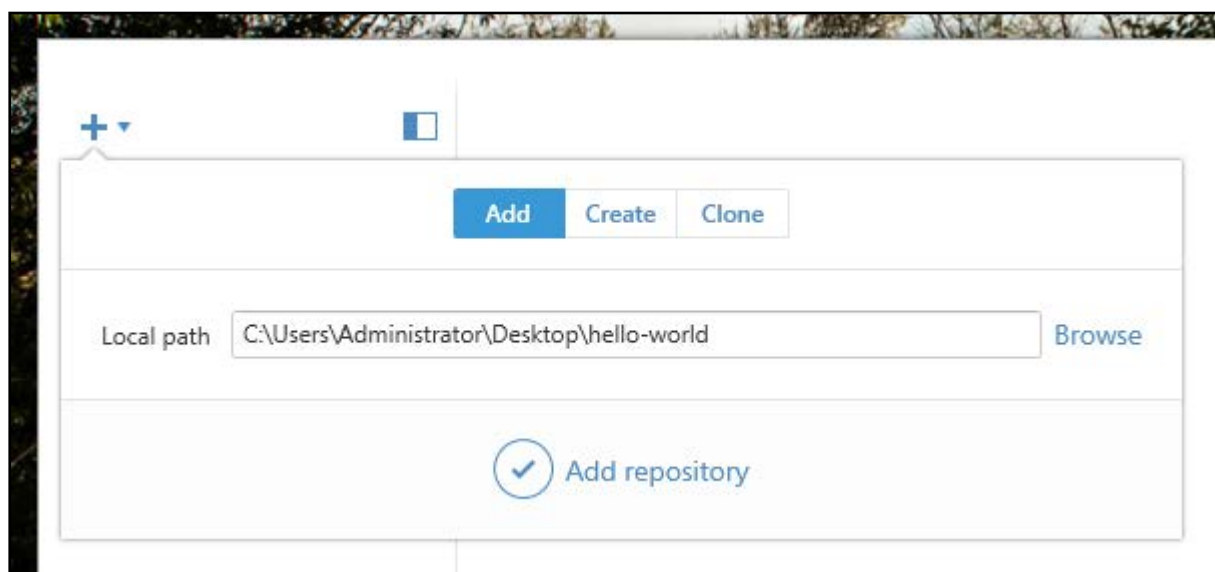 Add Create Clone
Local path C:\Users\Administrator\Desktop\hello-world Browse
Add repository